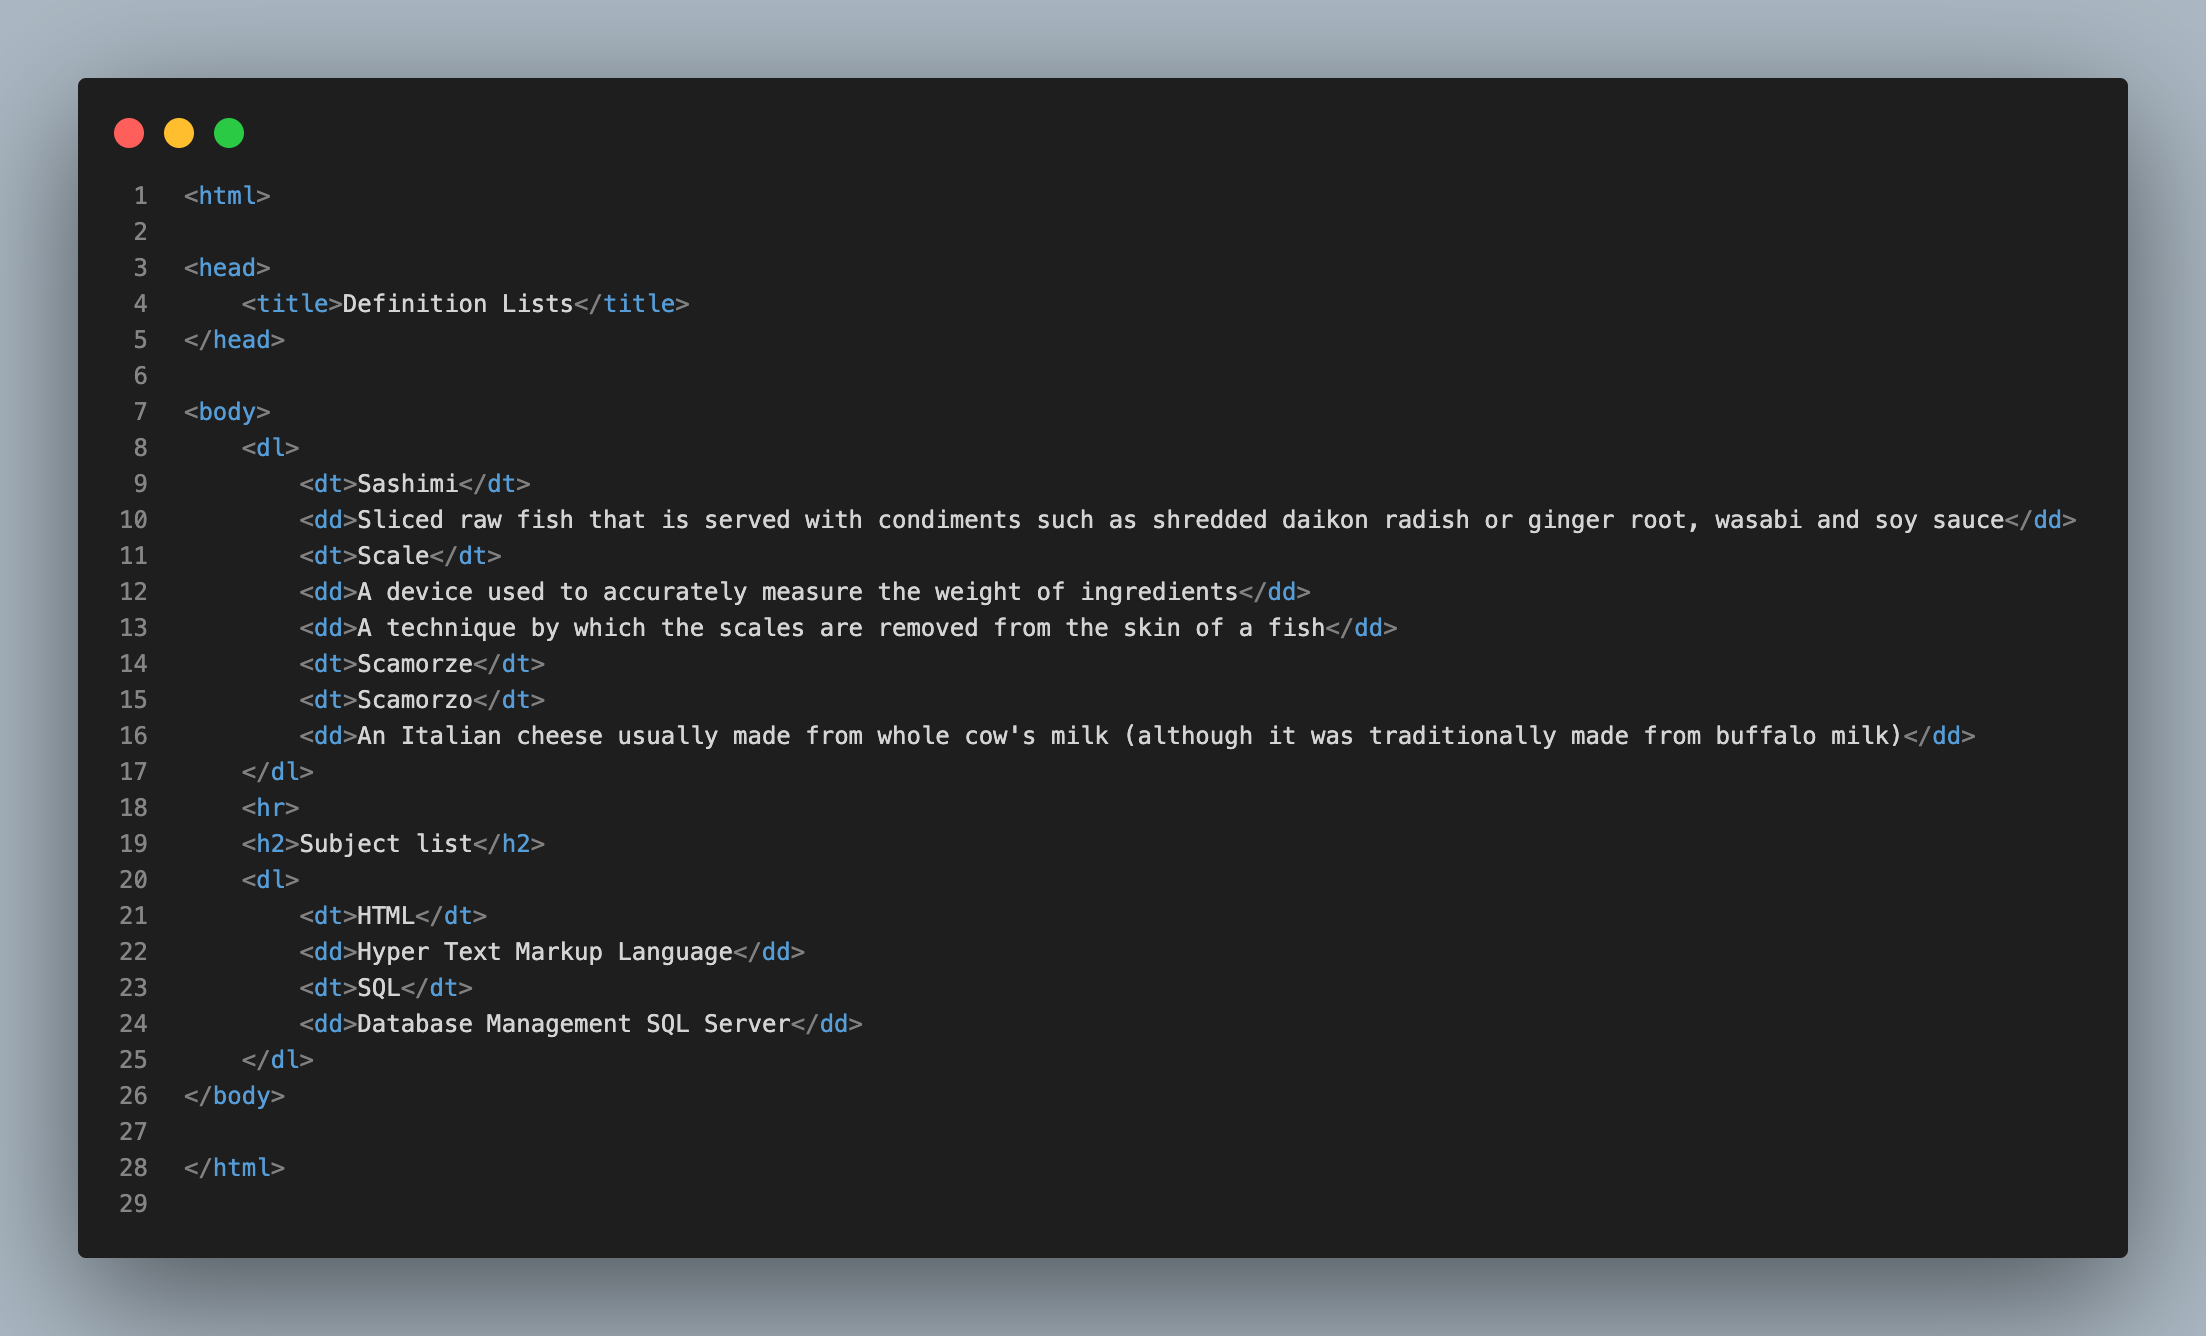 1 <html>
2
3 <head>
4     <title>Definition Lists</title>
5 </head>
6
7 <body>
8     <dl>
9         <dt>Sashimi</dt>
10         <dd>Sliced raw fish that is served with condiments such as shredded daikon radish or ginger root, wasabi and soy sauce</dd>
11         <dt>Scale</dt>
12         <dd>A device used to accurately measure the weight of ingredients</dd>
13         <dd>A technique by which the scales are removed from the skin of a fish</dd>
14         <dt>Scamorze</dt>
15         <dt>Scamorzo</dt>
16         <dd>An Italian cheese usually made from whole cow's milk (although it was traditionally made from buffalo milk)</dd>
17     </dl>
18     <hr>
19     <h2>Subject list</h2>
20     <dl>
21         <dt>HTML</dt>
22         <dd>Hyper Text Markup Language</dd>
23         <dt>SQL</dt>
24         <dd>Database Management SQL Server</dd>
25     </dl>
26 </body>
27
28 </html>
29